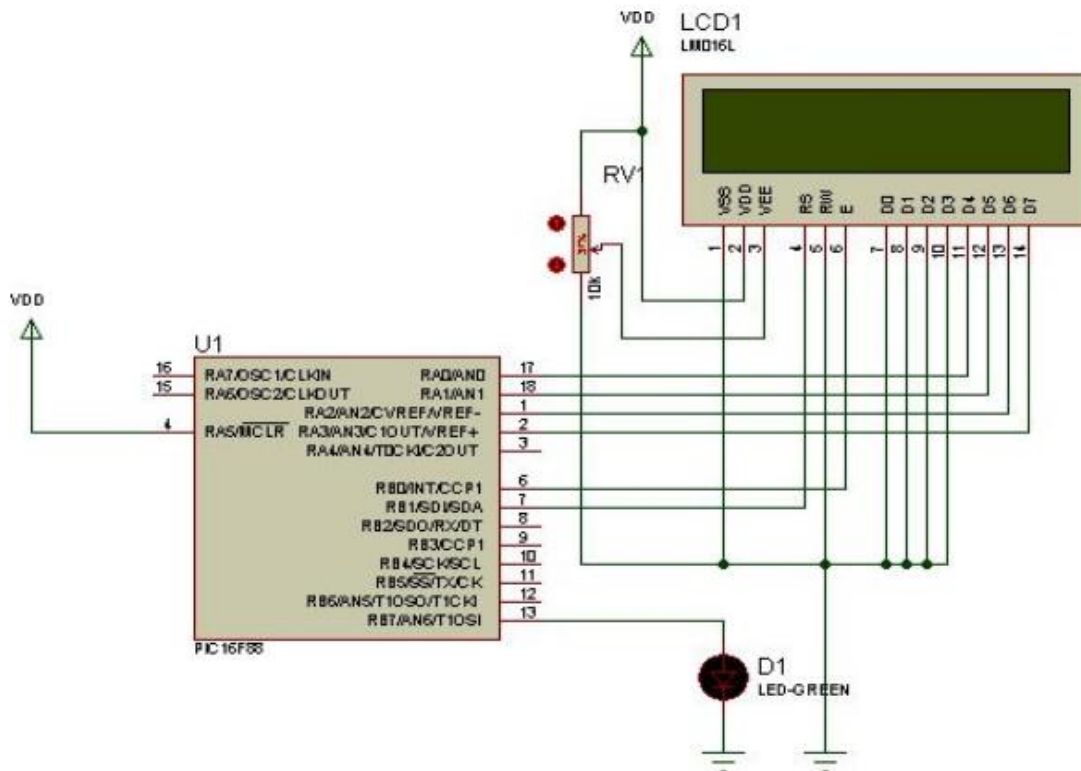 VDD
LCD1
LM016L
RV1
10k
VSS
VDD
VEE
RS
RW
E
D0
D1
D2
D3
D4
D5
D6
D7
1
2
3
4
5
6
7
8
9
10
11
12
13
14
VDD
U1
16 RA7/OSC1/CLKIN RA0/AN0 17
15 RA6/OSC2/CLKOUT RA1/AN1 18
RA2/AN2/CVREF/VREF- 1
4 RA5/MCLR RA3/AN3/C1OUT/VREF+ 2
RA4/AN4/T0CKI/C2OUT 3
RB0/INT/CCP1 6
RB1/SDI/SDA 7
RB2/SDO/RX/DT 8
RB3/CCP1 9
RB4/SCK/SCL 10
RB5/SS/TX/CK 11
RB6/AN5/T1OSO/T1CKI 12
RB7/AN6/T1OSI 13
PIC16F88
D1
LED-GREEN